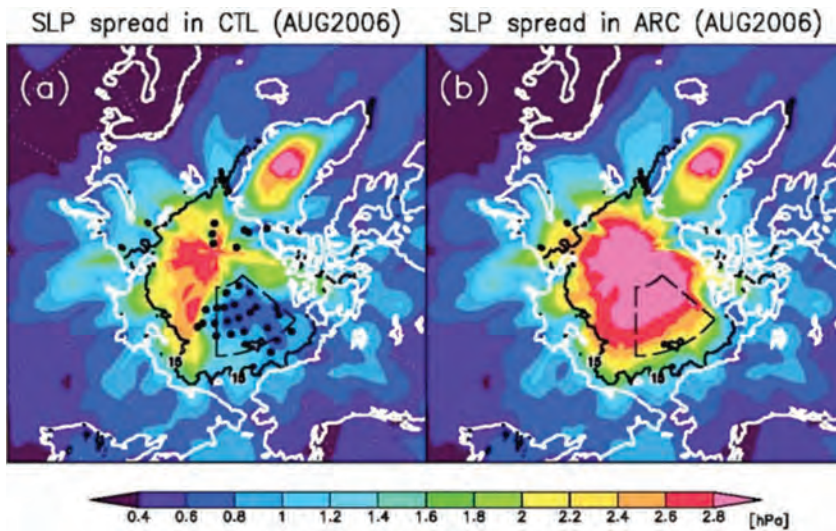 SLP spread in CTL (AUG2006) SLP spread in ARC (AUG2006)
(a) (b)
15 15
15 15
0.4 0.6 0.8 1 1.2 1.4 1.6 1.8 2 2.2 2.4 2.6 2.8 [hPa]